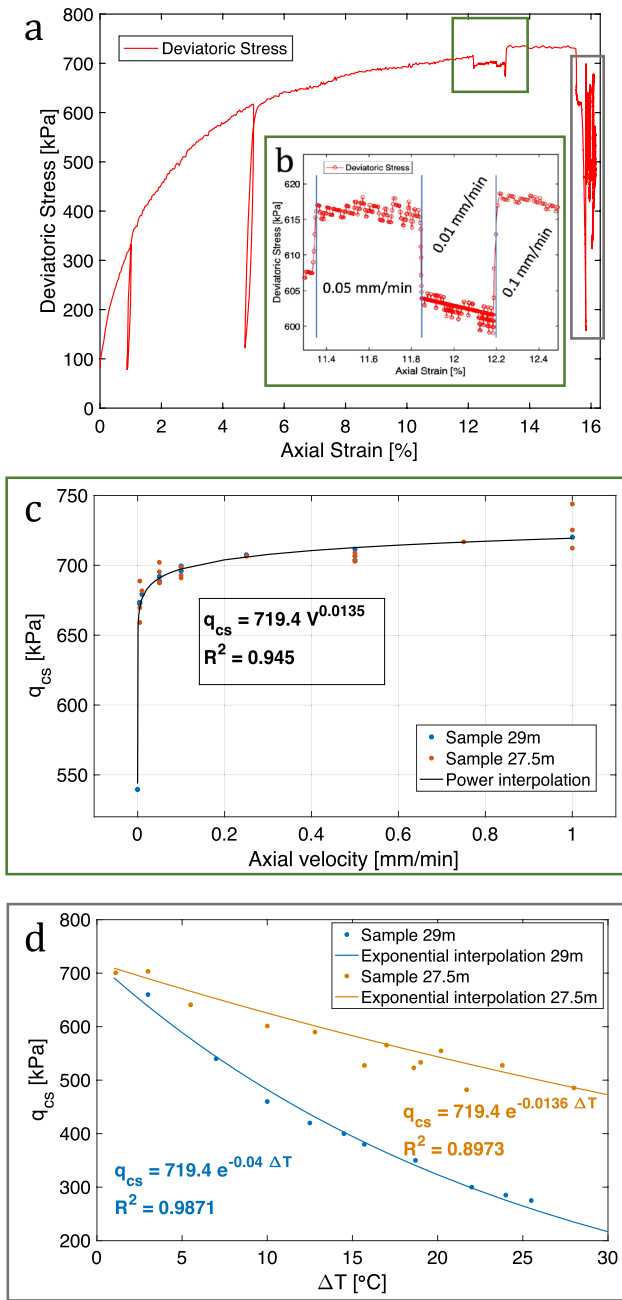 a
Deviatoric Stress
800
700
600
500
400
300
200
100
0
Deviatoric Stress [kPa]
0 2 4 6 8 10 12 14 16
Axial Strain [%]
b
Deviatoric Stress
620
615
610
605
600
Deviatoric Stress [kPa]
0.05 mm/min
0.01 mm/min
0.1 mm/min
11.4 11.6 11.8 12 12.2 12.4
Axial Strain [%]
c
750
700
650
600
550
q_cs [kPa]
q_cs = 719.4 V^0.0135
R^2 = 0.945
Sample 29m
Sample 27.5m
Power interpolation
0 0.2 0.4 0.6 0.8 1
Axial velocity [mm/min]
d
800
700
600
500
400
300
200
q_cs [kPa]
Sample 29m
Exponential interpolation 29m
Sample 27.5m
Exponential interpolation 27.5m
q_cs = 719.4 e^-0.0136 ΔT
R^2 = 0.8973
q_cs = 719.4 e^-0.04 ΔT
R^2 = 0.9871
0 5 10 15 20 25 30
ΔT [°C]